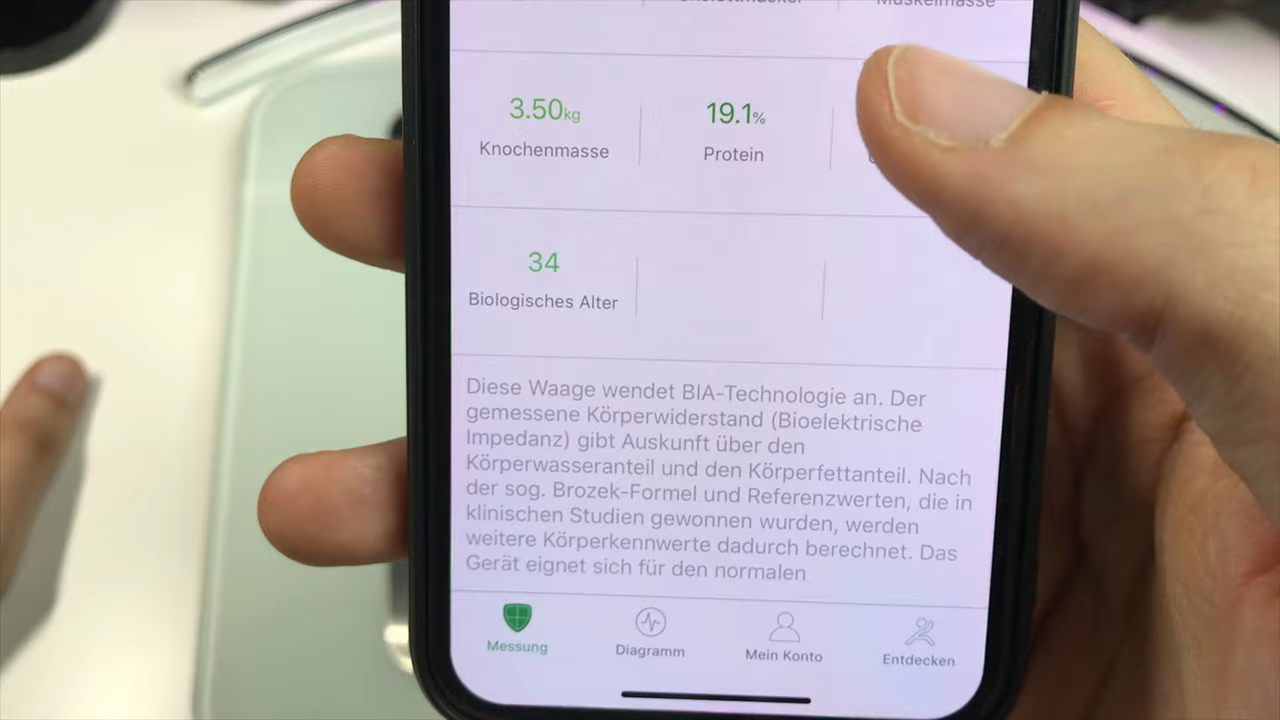 Muskelmasse
3.50kg
19.1%
Knochenmasse
Protein
34
Biologisches Alter
Diese Waage wendet BIA-Technologie an. Der
gemessene Körperwiderstand (Bioelektrische
Impedanz) gibt Auskunft über den
Körperwasseranteil und den Körperfettanteil. Nach
der sog. Brozek-Formel und Referenzwerten, die in
klinischen Studien gewonnen wurden, werden
weitere Körperkennwerte dadurch berechnet. Das
Gerät eignet sich für den normalen
Messung
Diagramm
Mein Konto
Entdecken